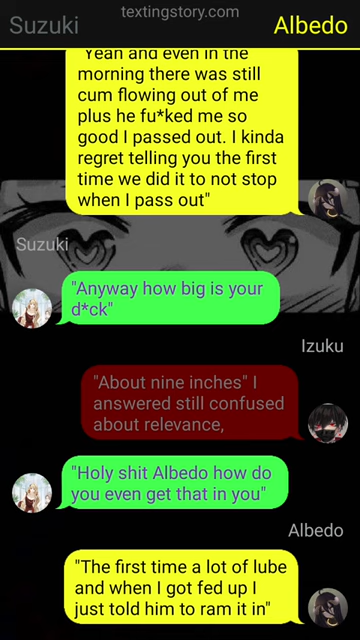 textingstory.com
Suzuki
Albedo
"Yeah and even in the
morning there was still
cum flowing out of me
plus he fu*ked me so
good I passed out. I kinda
regret telling you the first
time we did it to not stop
when I pass out"
Suzuki
"Anyway how big is your
d*ck"
Izuku
"About nine inches" I
answered still confused
about relevance,
"Holy shit Albedo how do
you even get that in you"
Albedo
"The first time a lot of lube
and when I got fed up I
just told him to ram it in"